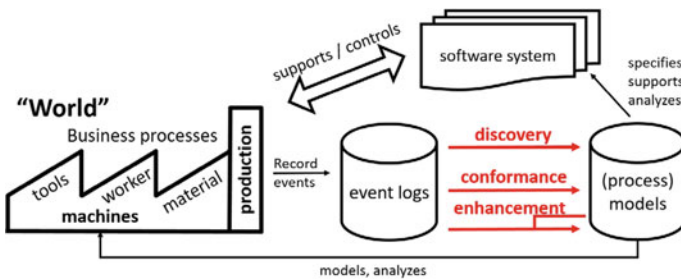 supports / controls
software system
specifies
supports
analyzes
“World”
Business processes
tools
worker
material
machines
production
Record
events
event logs
discovery
conformance
enhancement
(process)
models
models, analyzes